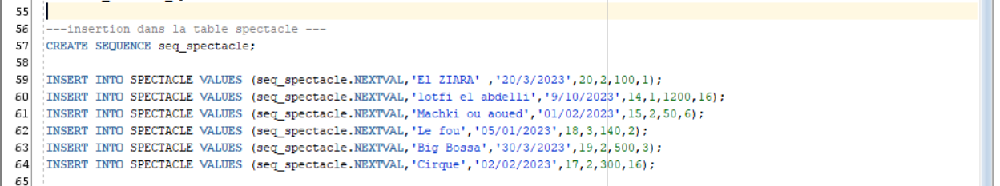 55
56 ---insertion dans la table spectacle ---
57 CREATE SEQUENCE seq_spectacle;
58
59 INSERT INTO SPECTACLE VALUES (seq_spectacle.NEXTVAL,'El ZIARA' ,'20/3/2023',20,2,100,1);
60 INSERT INTO SPECTACLE VALUES (seq_spectacle.NEXTVAL,'lotfi el abdelli','9/10/2023',14,1,1200,16);
61 INSERT INTO SPECTACLE VALUES (seq_spectacle.NEXTVAL,'Machki ou aoued','01/02/2023',15,2,50,6);
62 INSERT INTO SPECTACLE VALUES (seq_spectacle.NEXTVAL,'Le fou','05/01/2023',18,3,140,2);
63 INSERT INTO SPECTACLE VALUES (seq_spectacle.NEXTVAL,'Big Bossa','30/3/2023',19,2,500,3);
64 INSERT INTO SPECTACLE VALUES (seq_spectacle.NEXTVAL,'Cirque','02/02/2023',17,2,300,16);
65